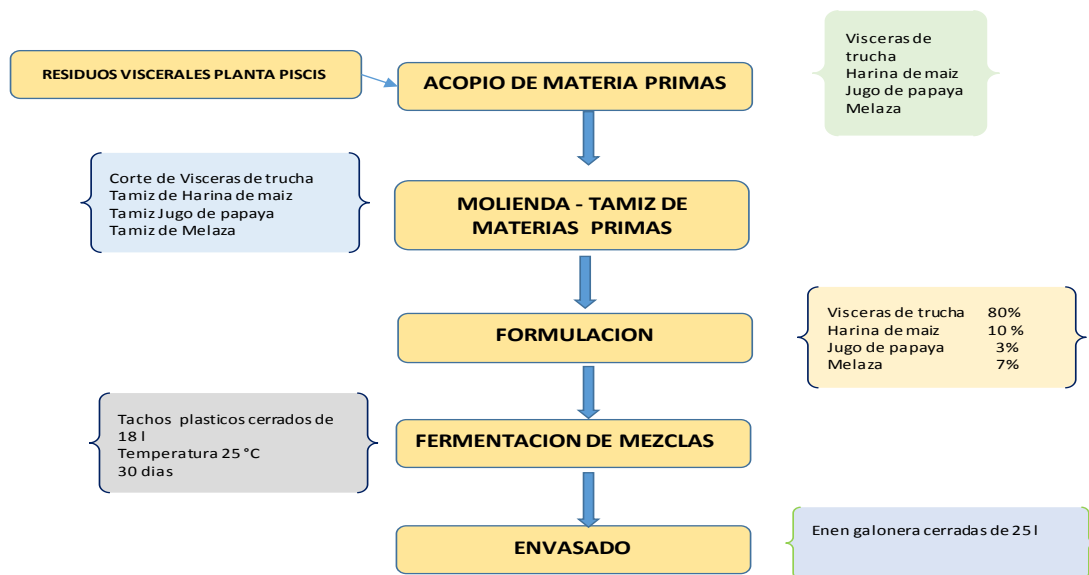 RESIDUOS VISCERALES PLANTA PISCIS
ACOPIO DE MATERIA PRIMAS
Visceras de
trucha
Harina de maiz
Jugo de papaya
Melaza
Corte de Visceras de trucha
Tamiz de Harina de maiz
Tamiz Jugo de papaya
Tamiz de Melaza
MOLIENDA - TAMIZ DE
MATERIAS PRIMAS
FORMULACION
Visceras de trucha 80%
Harina de maiz 10 %
Jugo de papaya 3%
Melaza 7%
Tachos plasticos cerrados de
18 l
Temperatura 25 °C
30 dias
FERMENTACION DE MEZCLAS
ENVASADO
Enen galonera cerradas de 25 l